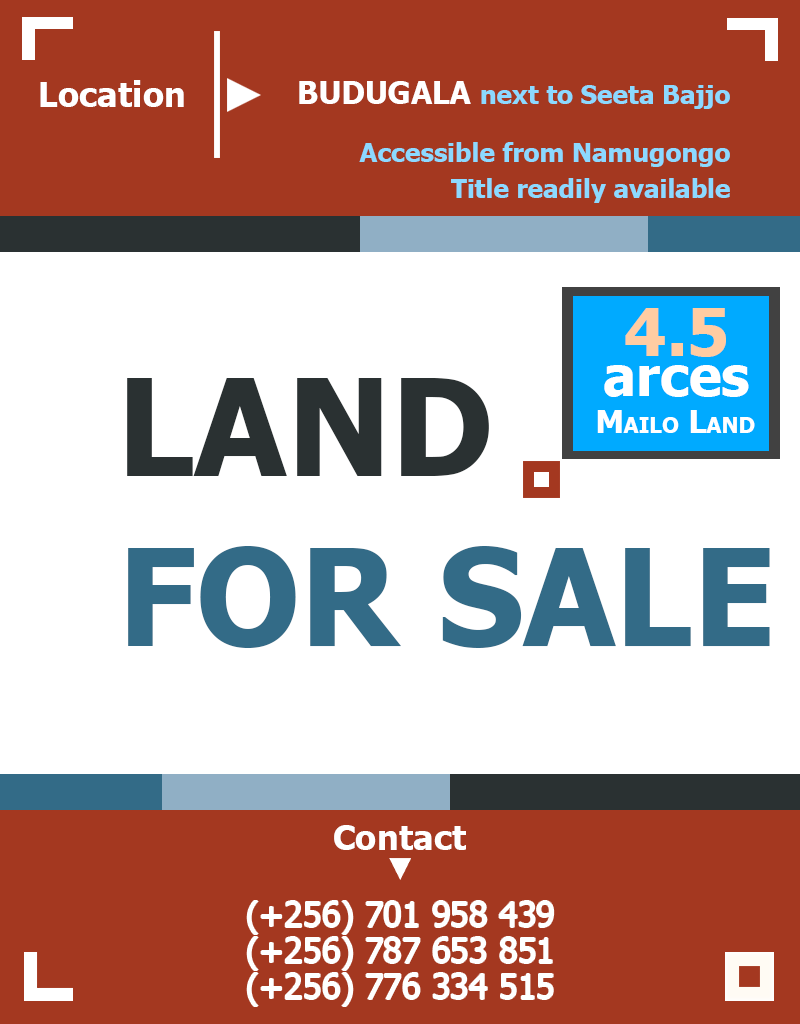 Location
BUDUGALA next to Seeta Bajjo
Accessible from Namugongo
Title readily available
4.5
arces
Mailo Land
LAND
FOR SALE
Contact
(+256) 701 958 439
(+256) 787 653 851
(+256) 776 334 515